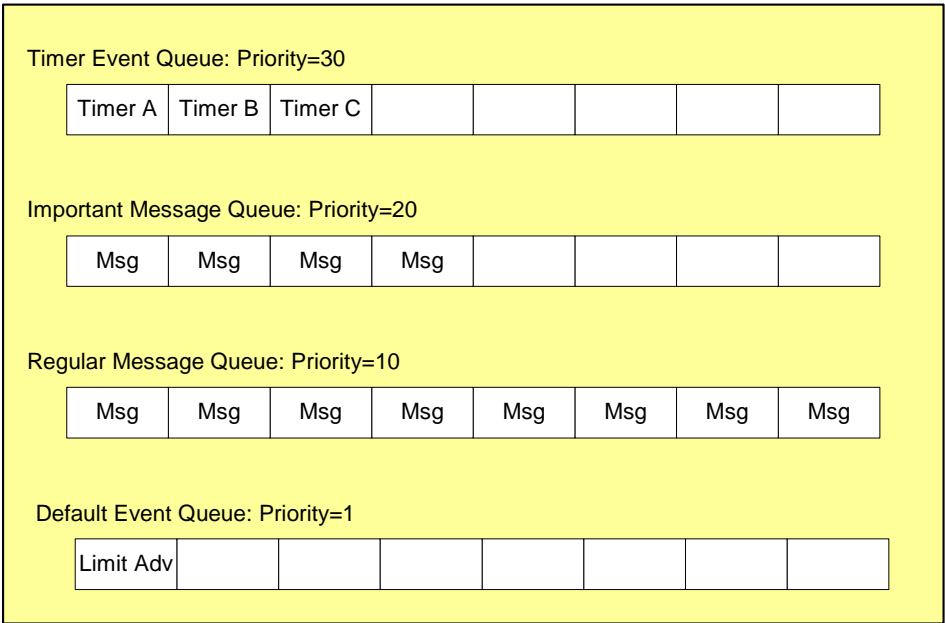 Timer Event Queue: Priority=30
Timer A Timer B Timer C
Important Message Queue: Priority=20
Msg Msg Msg Msg
Regular Message Queue: Priority=10
Msg Msg Msg Msg Msg Msg Msg Msg
Default Event Queue: Priority=1
Limit Adv